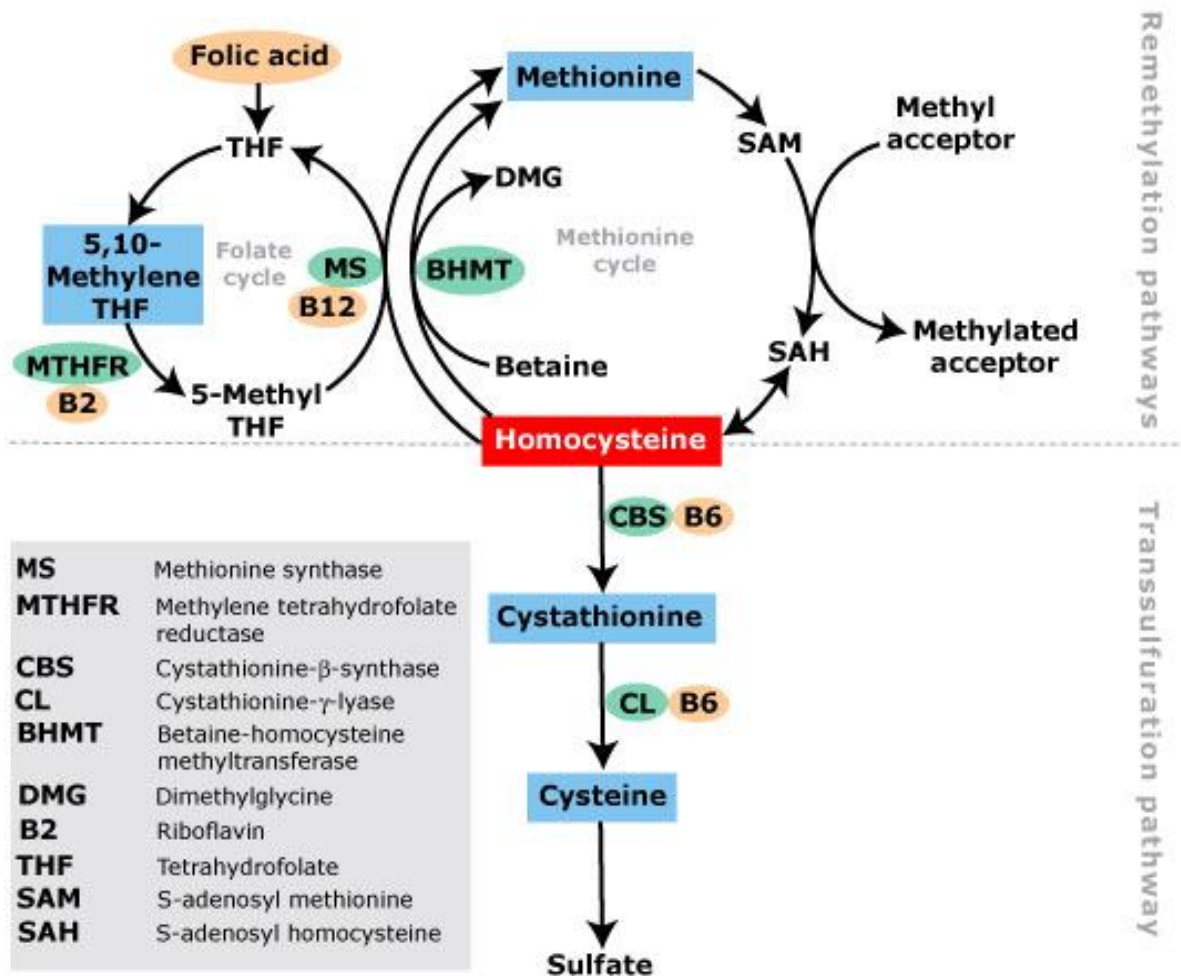 Folic acid
THF
5,10-
Methylene
THF
Folate
cycle
MS
B12
MTHFR
B2
5-Methyl
THF
Methionine
DMG
BHMT
Methionine
cycle
Betaine
SAM
Methyl
acceptor
SAH
Methylated
acceptor
Homocysteine
Remethylation pathways
CBS B6
Cystathionine
CL B6
Cysteine
Sulfate
Transsulfuration pathway
MS Methionine synthase
MTHFR Methylene tetrahydrofolate
reductase
CBS Cystathionine-β-synthase
CL Cystathionine-γ-lyase
BHMT Betaine-homocysteine
methyltransferase
DMG Dimethylglycine
B2 Riboflavin
THF Tetrahydrofolate
SAM S-adenosyl methionine
SAH S-adenosyl homocysteine